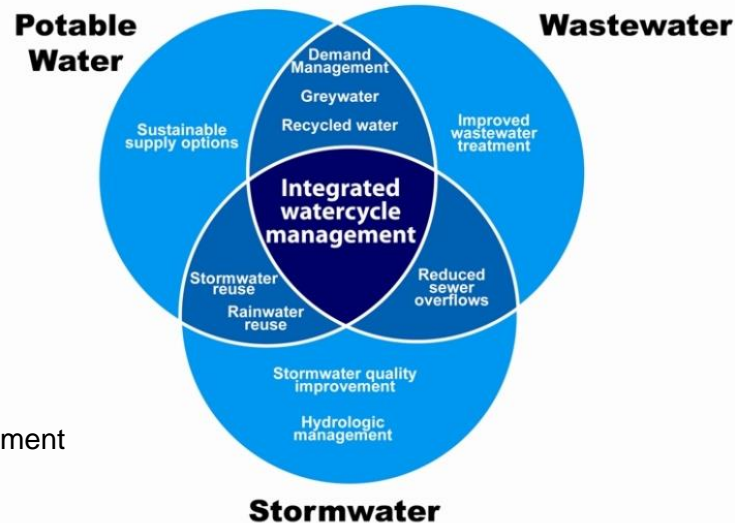 Potable
Water
Wastewater
Demand
Management
Greywater
Recycled water
Sustainable
supply options
Improved
wastewater
treatment
Integrated
watercycle
management
Stormwater
reuse
Rainwater
reuse
Reduced
sewer
overflows
Stormwater quality
improvement
Hydrologic
management
ment
Stormwater